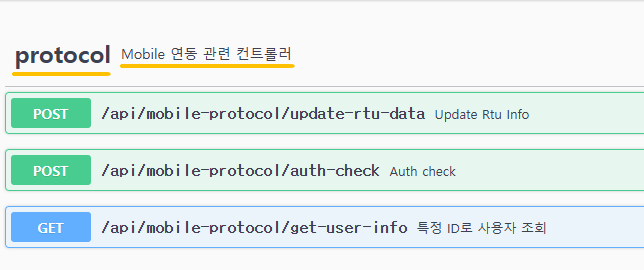 protocol Mobile 연동 관련 컨트롤러
POST /api/mobile-protocol/update-rtu-data Update Rtu Info
POST /api/mobile-protocol/auth-check Auth check
GET /api/mobile-protocol/get-user-info 특정 ID로 사용자 조회